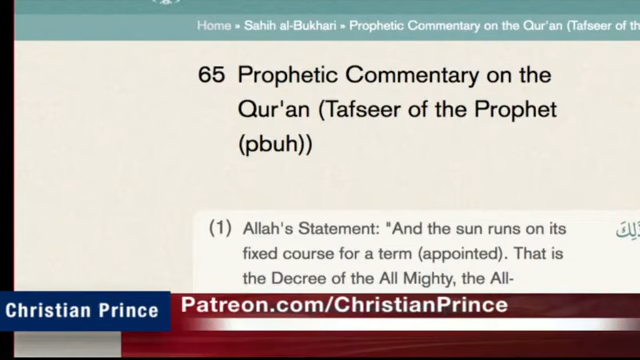 Home » Sahih al-Bukhari » Prophetic Commentary on the Qur'an (Tafseer of the
65 Prophetic Commentary on the
Qur'an (Tafseer of the Prophet
(pbuh))
(1) Allah's Statement: "And the sun runs on its
fixed course for a term (appointed). That is
the Decree of the All Mighty, the All-
Christian Prince
Patreon.com/ChristianPrince